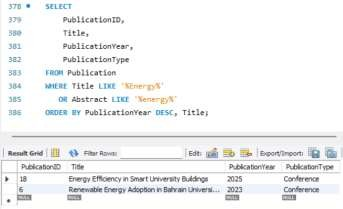 378 SELECT
379 PublicationID,
380 Title,
381 PublicationYear,
382 PublicationType
383 FROM Publication
384 WHERE Title LIKE '%Energy%'
385 OR Abstract LIKE '%energy%'
386 ORDER BY PublicationYear DESC, Title;
Result Grid Filter Rows: Edit: Export/Import:
PublicationID Title PublicationYear PublicationType
18 Energy Efficiency in Smart University Buildings 2025 Conference
6 Renewable Energy Adoption in Bahrain Universi... 2023 Conference
NULL NULL NULL NULL